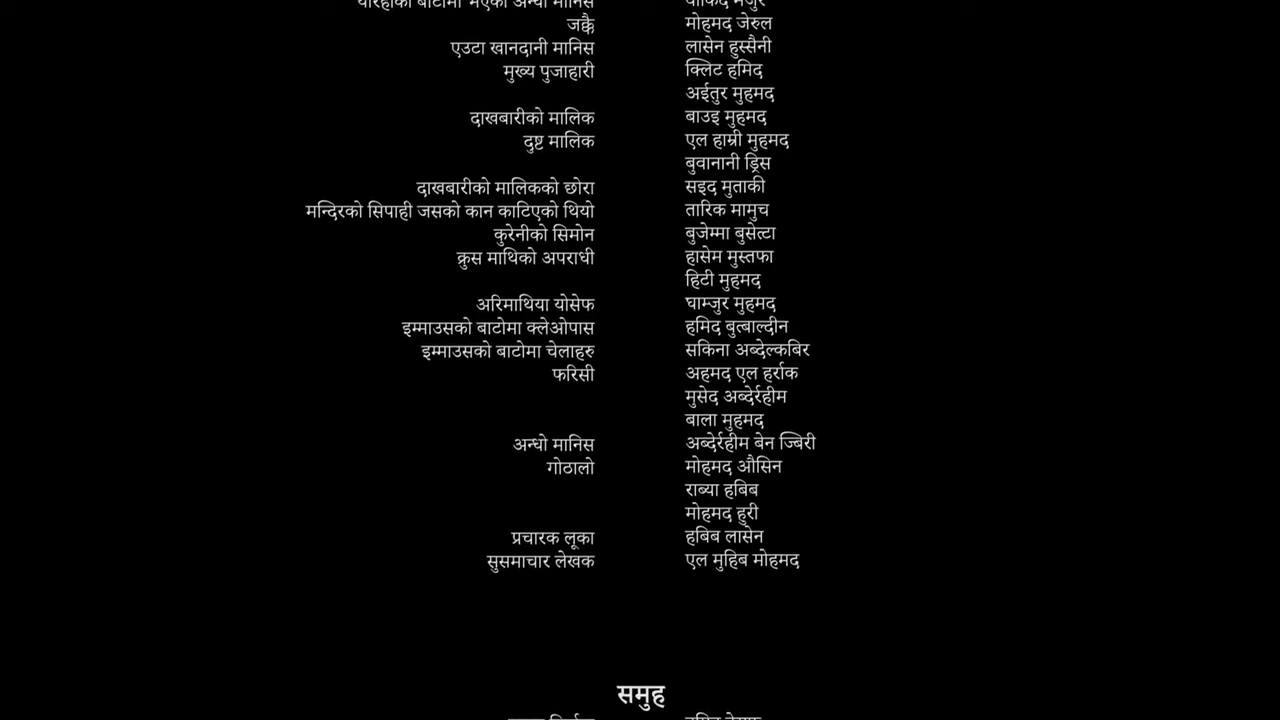 जक्कै मोहमद जेरुल
एउटा खानदानी मानिस लासेन हुस्सैनी
मुख्य पुजाहारी क्लिट हमिद
अईतुर मुहमद
दाखबारीको मालिक बाउइ मुहमद
दुष्ट मालिक एल हाम्री मुहमद
बुवानानी ड्रिस
दाखबारीको मालिकको छोरा सइद मुताकी
मन्दिरको सिपाही जसको कान काटिएको थियो तारिक मामुच
कुरेनीको सिमोन बुजेम्मा बुसेत्टा
क्रुस माथिको अपराधी हासेम मुस्तफा
हिटी मुहमद
अरिमाथिया योसेफ घाम्जुर मुहमद
इम्माउसको बाटोमा क्लेओपास हमिद बुत्बाल्दीन
इम्माउसको बाटोमा चेलाहरु सकिना अब्देल्कबिर
फरिसी अहमद एल हर्राक
मुसेद अब्देर्रहीम
बाला मुहमद
अन्धो मानिस अब्देर्रहीम बेन ज्बिरी
गोठालो मोहमद औसिन
राब्या हबिब
मोहमद हुरी
प्रचारक लूका हबिब लासेन
सुसमाचार लेखक एल मुहिब मोहमद
समुह